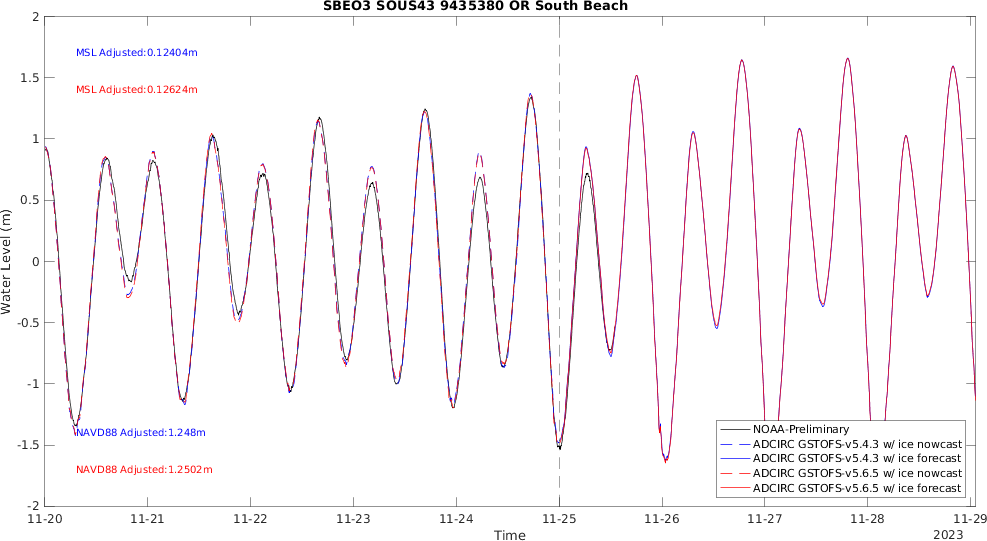 SBEO3 SOUS43 9435380 OR South Beach
Water Level (m)
2
1.5
1
0.5
0
-0.5
-1
-1.5
-2
MSL Adjusted:0.12404m
MSL Adjusted:0.12624m
NAVD88 Adjusted:1.248m
NAVD88 Adjusted:1.2502m
NOAA-Preliminary
ADCIRC GSTOFS-v5.4.3 w/ ice nowcast
ADCIRC GSTOFS-v5.4.3 w/ ice forecast
ADCIRC GSTOFS-v5.6.5 w/ ice nowcast
ADCIRC GSTOFS-v5.6.5 w/ ice forecast
11-20 11-21 11-22 11-23 11-24 11-25 11-26 11-27 11-28 11-29
Time
2023